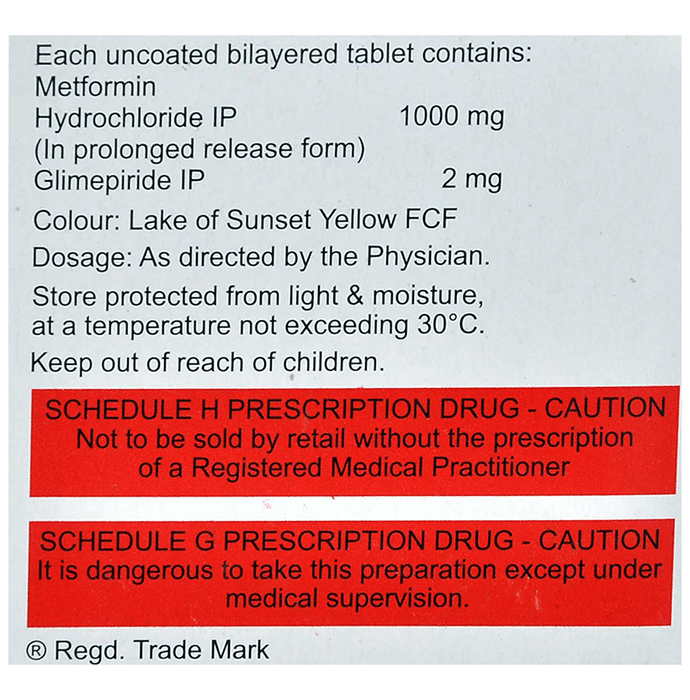 Each uncoated bilayered tablet contains:
Metformin
Hydrochloride IP 1000 mg
(In prolonged release form)
Glimepiride IP 2 mg
Colour: Lake of Sunset Yellow FCF
Dosage: As directed by the Physician.
Store protected from light & moisture,
at a temperature not exceeding 30°C.
Keep out of reach of children.
SCHEDULE H PRESCRIPTION DRUG - CAUTION
Not to be sold by retail without the prescription
of a Registered Medical Practitioner
SCHEDULE G PRESCRIPTION DRUG - CAUTION
It is dangerous to take this preparation except under
medical supervision.
® Regd. Trade Mark